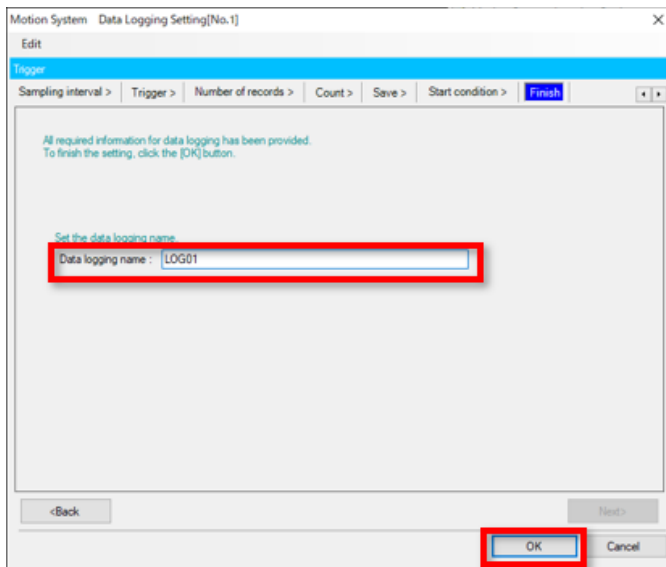 Motion System    Data Logging Setting[No.1]
Edit
Trigger
Sampling interval > Trigger > Number of records > Count > Save > Start condition > Finish
All required information for data logging has been provided.
To finish the setting, click the [OK] button.
Set the data logging name.
Data logging name : LOG01
<Back Next>
OK Cancel